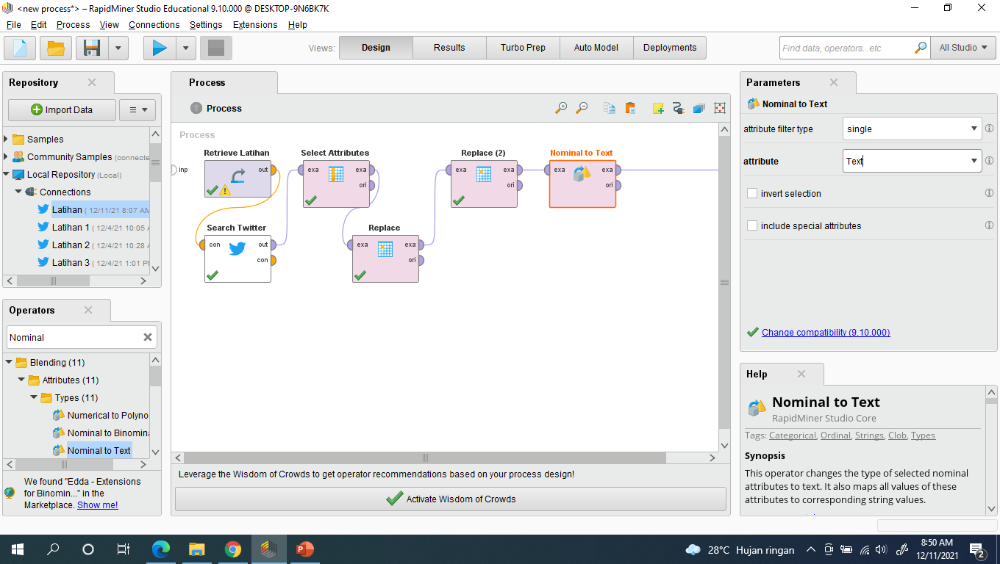 <new process*> – RapidMiner Studio Educational 9.10.000 @ DESKTOP-9N6BK7K
File Edit Process View Connections Settings Extensions Help
Views: Design Results Turbo Prep Auto Model Deployments
Find data, operators...etc
All Studio
Repository
Import Data
Samples
Community Samples (connecte
Local Repository (Local)
Connections
Latihan (12/11/21 8:07 AM
Latihan 1 (12/4/21 10:05
Latihan 2 (12/4/21 10:28
Latihan 3 (12/4/21 1:01 P
Operators
Nominal
Blending (11)
Attributes (11)
Types (11)
Numerical to Polyno
Nominal to Binomina
Nominal to Text
We found "Edda - Extensions
for Binomin..." in the
Marketplace. Show me!
Process
Process
Process
inp
Retrieve Latihan
out
Select Attributes
exa exa
ori
Replace (2)
exa exa
ori
Nominal to Text
exa exa
ori
Search Twitter
con out
con
Replace
exa exa
ori
Leverage the Wisdom of Crowds to get operator recommendations based on your process design!
Activate Wisdom of Crowds
Parameters
Nominal to Text
attribute filter type single
attribute Text
invert selection
include special attributes
Change compatibility (9.10.000)
Help
Nominal to Text
RapidMiner Studio Core
Tags: Categorical, Ordinal, Strings, Clob, Types
Synopsis
This operator changes the type of selected nominal
attributes to text. It also maps all values of these
attributes to corresponding string values.
28°C Hujan ringan
8:50 AM
12/11/2021
2